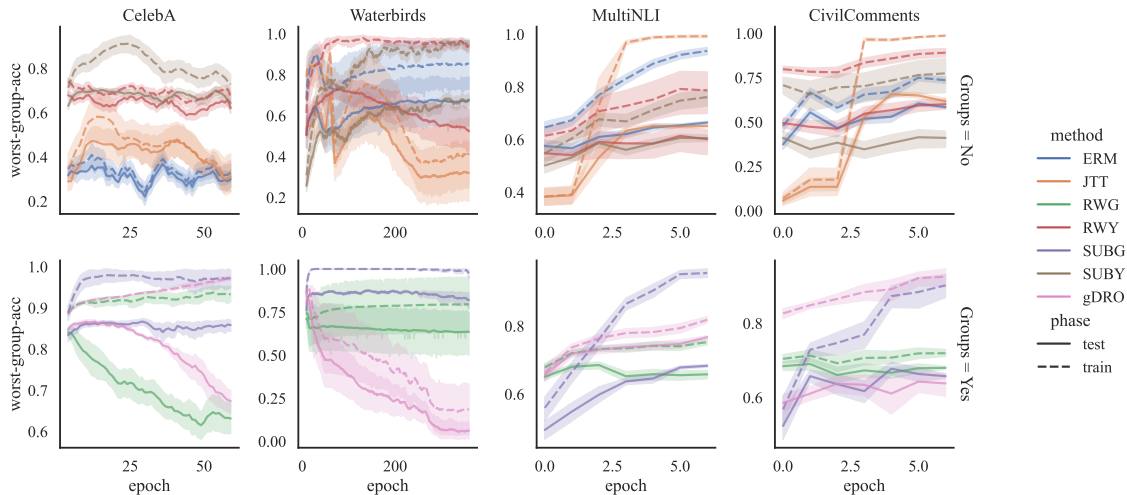 CelebA
Waterbirds
MultiNLI
CivilComments
worst-group-acc
0.8
0.6
0.4
0.2
25
50
1.0
0.8
0.6
0.4
0.2
0
200
1.0
0.8
0.6
0.4
0.0
2.5
5.0
1.00
0.75
0.50
0.25
0.00
0.0
2.5
5.0
Groups = No
worst-group-acc
1.0
0.9
0.8
0.7
0.6
25
50
epoch
1.00
0.75
0.50
0.25
0.00
0
200
epoch
0.8
0.6
0.0
2.5
5.0
epoch
0.8
0.6
0.0
2.5
5.0
epoch
Groups = Yes
method
ERM
JTT
RWG
RWY
SUBG
SUBY
gDRO
phase
test
train